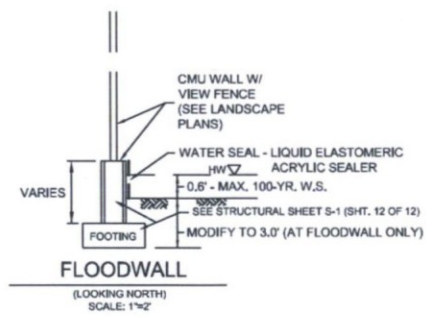 CMU WALL W/
VIEW FENCE
(SEE LANDSCAPE
PLANS)
WATER SEAL - LIQUID ELASTOMERIC
ACRYLIC SEALER
HW
0.6' - MAX. 100-YR. W.S.
VARIES
SEE STRUCTURAL SHEET S-1 (SHT. 12 OF 12)
FOOTING
MODIFY TO 3.0' (AT FLOODWALL ONLY)
FLOODWALL
(LOOKING NORTH)
SCALE: 1"=2'